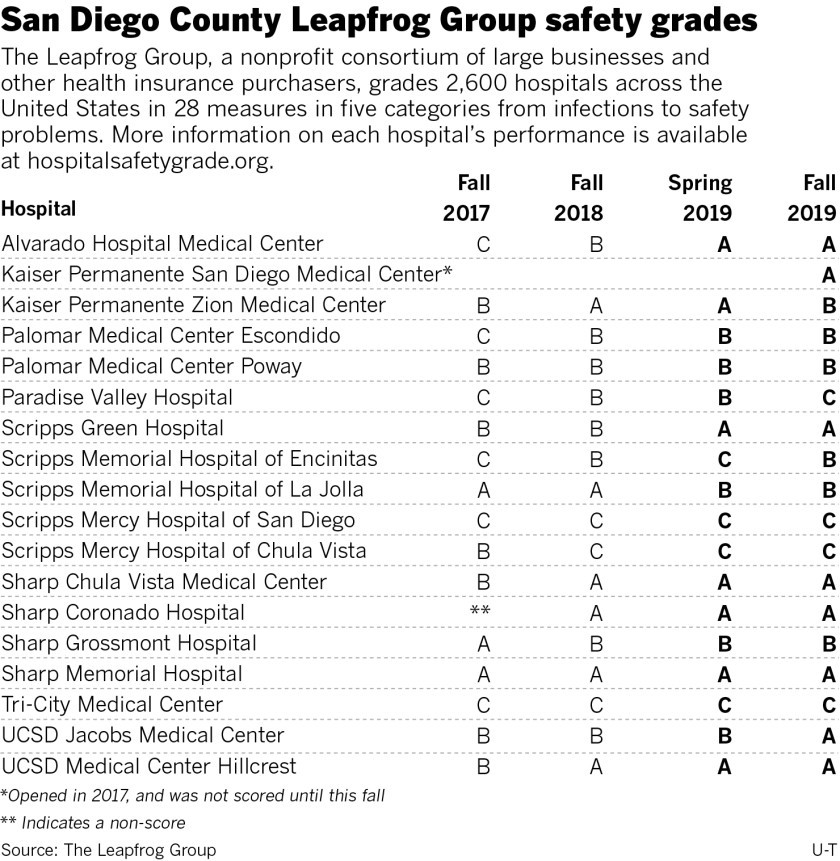 San Diego County Leapfrog Group safety grades
The Leapfrog Group, a nonprofit consortium of large businesses and
other health insurance purchasers, grades 2,600 hospitals across the
United States in 28 measures in five categories from infections to safety
problems. More information on each hospital's performance is available
at hospitalsafetygrade.org.
Fall Fall Spring Fall
Hospital 2017 2018 2019 2019
Alvarado Hospital Medical Center C B A A
Kaiser Permanente San Diego Medical Center* A
Kaiser Permanente Zion Medical Center B A A B
Palomar Medical Center Escondido C B B B
Palomar Medical Center Poway B B B B
Paradise Valley Hospital C B B C
Scripps Green Hospital B B A A
Scripps Memorial Hospital of Encinitas C B C B
Scripps Memorial Hospital of La Jolla A A B B
Scripps Mercy Hospital of San Diego C C C C
Scripps Mercy Hospital of Chula Vista B C C C
Sharp Chula Vista Medical Center B A A A
Sharp Coronado Hospital ** A A A
Sharp Grossmont Hospital A B B B
Sharp Memorial Hospital A A A A
Tri-City Medical Center C C C C
UCSD Jacobs Medical Center B B B A
UCSD Medical Center Hillcrest B A A A
*Opened in 2017, and was not scored until this fall
** Indicates a non-score
Source: The Leapfrog Group U-T